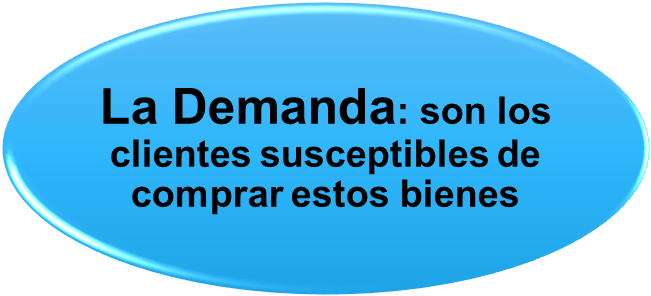 La Demanda: son los
clientes susceptibles de
comprar estos bienes